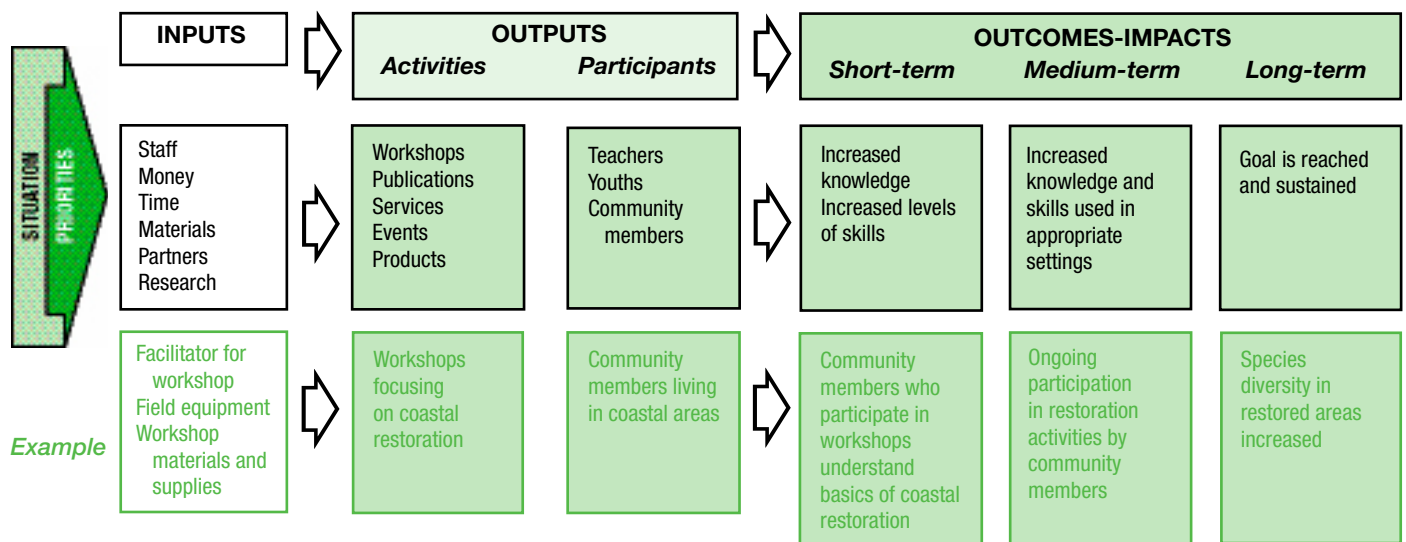 INPUTS
OUTPUTS
Activities Participants
OUTCOMES-IMPACTS
Short-term Medium-term Long-term
SITUATION
PRIORITIES
Staff
Money
Time
Materials
Partners
Research
Workshops
Publications
Services
Events
Products
Teachers
Youths
Community
members
Increased
knowledge
Increased levels
of skills
Increased
knowledge and
skills used in
appropriate
settings
Goal is reached
and sustained
Example
Facilitator for
workshop
Field equipment
Workshop
materials and
supplies
Workshops
focusing
on coastal
restoration
Community
members living
in coastal areas
Community
members who
participate in
workshops
understand
basics of coastal
restoration
Ongoing
participation
in restoration
activities by
community
members
Species
diversity in
restored areas
increased